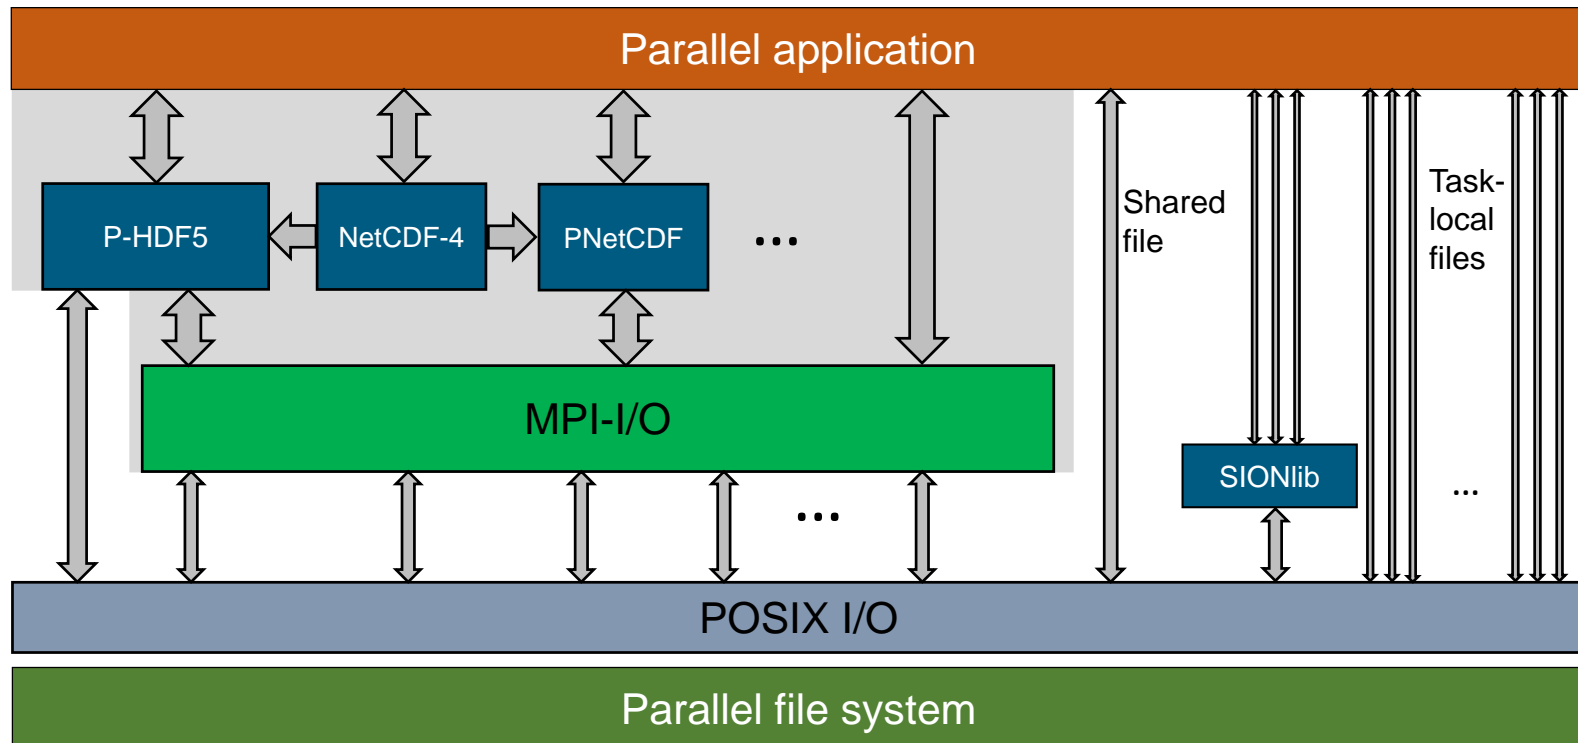 Parallel application
P-HDF5
NetCDF-4
PNetCDF
...
Shared
file
Task-
local
files
MPI-I/O
SIONlib
...
...
POSIX I/O
Parallel file system